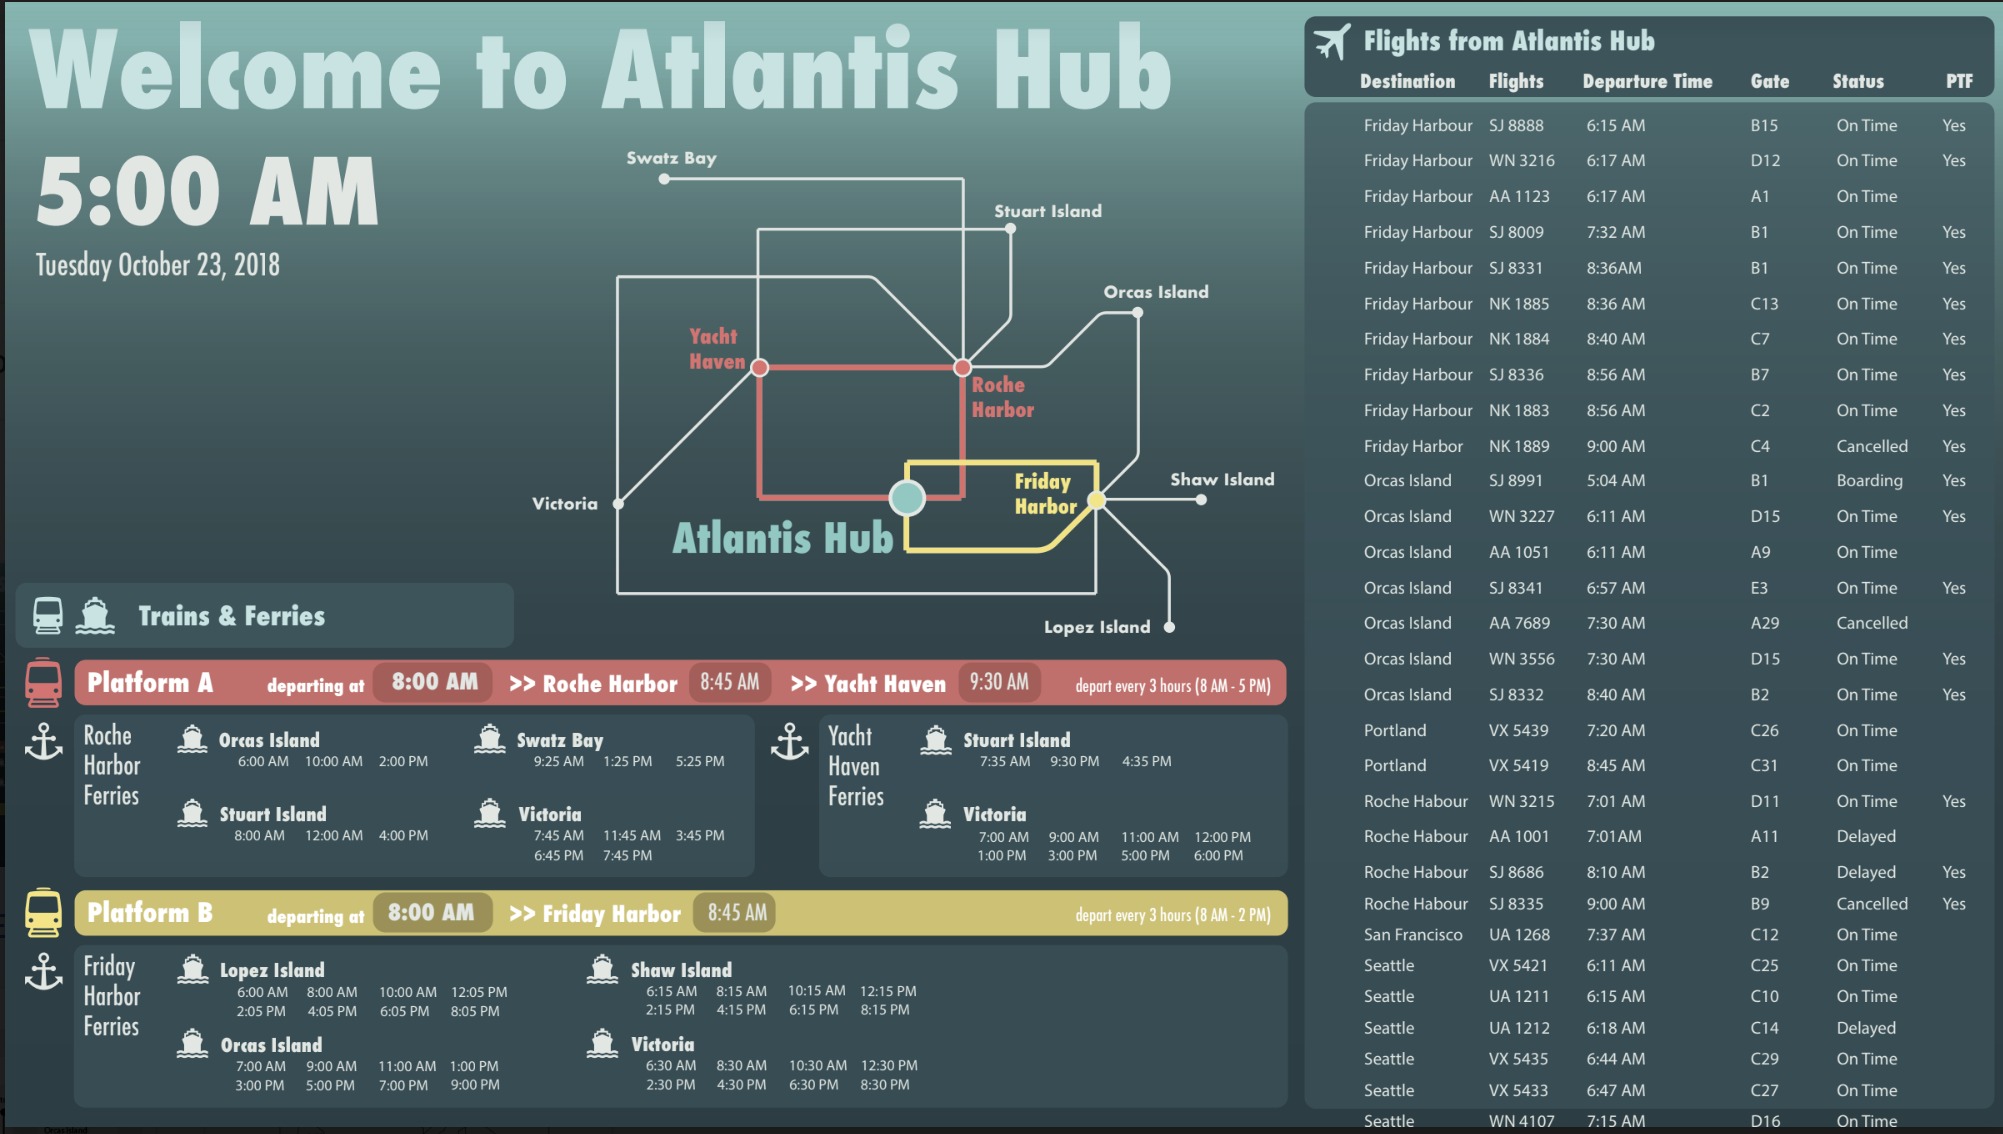 Welcome to Atlantis Hub
5:00 AM
Tuesday October 23, 2018
Swatz Bay
Stuart Island
Orcas Island
Yacht
Haven
Roche
Harbor
Friday
Harbor
Shaw Island
Victoria
Atlantis Hub
Lopez Island
Trains & Ferries
Platform A departing at 8:00 AM >> Roche Harbor 8:45 AM >> Yacht Haven 9:30 AM depart every 3 hours (8 AM - 5 PM)
Roche
Harbor
Ferries
Orcas Island
6:00 AM 10:00 AM 2:00 PM
Swatz Bay
9:25 AM 1:25 PM 5:25 PM
Stuart Island
8:00 AM 12:00 AM 4:00 PM
Victoria
7:45 AM 11:45 AM 3:45 PM
6:45 PM 7:45 PM
Yacht
Haven
Ferries
Stuart Island
7:35 AM 9:30 PM 4:35 PM
Victoria
7:00 AM 9:00 AM 11:00 AM 12:00 PM
1:00 PM 3:00 PM 5:00 PM 6:00 PM
Platform B departing at 8:00 AM >> Friday Harbor 8:45 AM depart every 3 hours (8 AM - 2 PM)
Friday
Harbor
Ferries
Lopez Island
6:00 AM 8:00 AM 10:00 AM 12:05 PM
2:05 PM 4:05 PM 6:05 PM 8:05 PM
Shaw Island
6:15 AM 8:15 AM 10:15 AM 12:15 PM
2:15 PM 4:15 PM 6:15 PM 8:15 PM
Orcas Island
7:00 AM 9:00 AM 11:00 AM 1:00 PM
3:00 PM 5:00 PM 7:00 PM 9:00 PM
Victoria
6:30 AM 8:30 AM 10:30 AM 12:30 PM
2:30 PM 4:30 PM 6:30 PM 8:30 PM
Flights from Atlantis Hub
Destination Flights Departure Time Gate Status PTF
Friday Harbour SJ 8888 6:15 AM B15 On Time Yes
Friday Harbour WN 3216 6:17 AM D12 On Time Yes
Friday Harbour AA 1123 6:17 AM A1 On Time
Friday Harbour SJ 8009 7:32 AM B1 On Time Yes
Friday Harbour SJ 8331 8:36AM B1 On Time Yes
Friday Harbour NK 1885 8:36 AM C13 On Time Yes
Friday Harbour NK 1884 8:40 AM C7 On Time Yes
Friday Harbour SJ 8336 8:56 AM B7 On Time Yes
Friday Harbour NK 1883 8:56 AM C2 On Time Yes
Friday Harbor NK 1889 9:00 AM C4 Cancelled Yes
Orcas Island SJ 8991 5:04 AM B1 Boarding Yes
Orcas Island WN 3227 6:11 AM D15 On Time Yes
Orcas Island AA 1051 6:11 AM A9 On Time
Orcas Island SJ 8341 6:57 AM E3 On Time Yes
Orcas Island AA 7689 7:30 AM A29 Cancelled
Orcas Island WN 3556 7:30 AM D15 On Time Yes
Orcas Island SJ 8332 8:40 AM B2 On Time Yes
Portland VX 5439 7:20 AM C26 On Time
Portland VX 5419 8:45 AM C31 On Time
Roche Habour WN 3215 7:01 AM D11 On Time Yes
Roche Habour AA 1001 7:01AM A11 Delayed
Roche Habour SJ 8686 8:10 AM B2 Delayed Yes
Roche Habour SJ 8335 9:00 AM B9 Cancelled Yes
San Francisco UA 1268 7:37 AM C12 On Time
Seattle VX 5421 6:11 AM C25 On Time
Seattle UA 1211 6:15 AM C10 On Time
Seattle UA 1212 6:18 AM C14 Delayed
Seattle VX 5435 6:44 AM C29 On Time
Seattle VX 5433 6:47 AM C27 On Time
Seattle WN 4107 7:15 AM D16 On Time